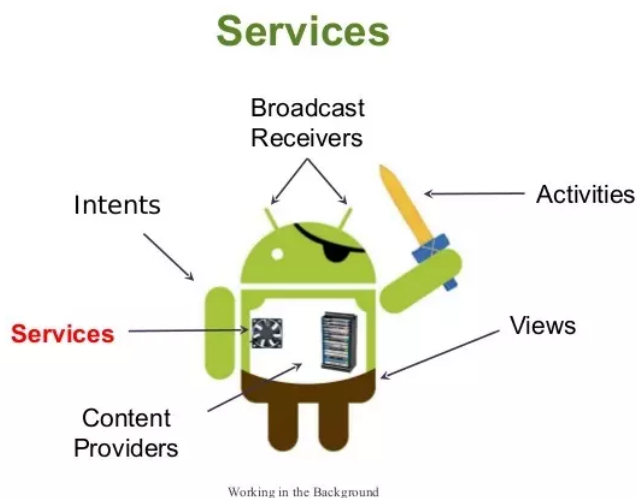 Services
Broadcast
Receivers
Activities
Intents
Services
Views
Content
Providers
Working in the Background